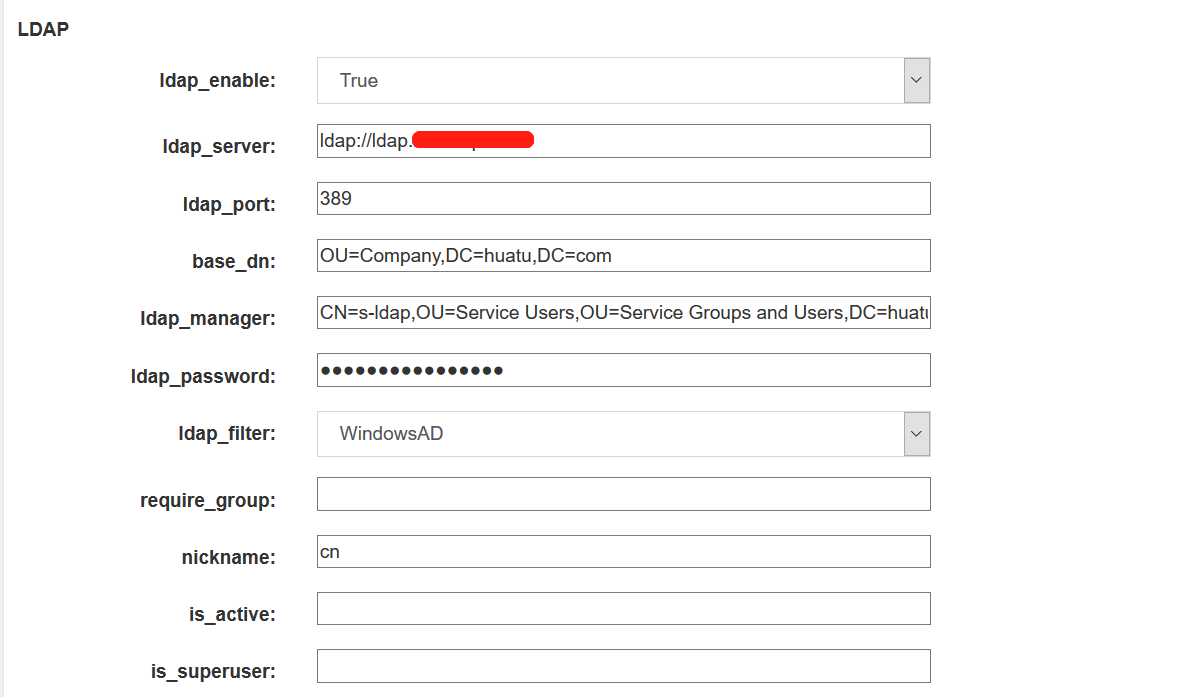 LDAP
ldap_enable: True
ldap_server: ldap://ldap.
ldap_port: 389
base_dn: OU=Company,DC=huatu,DC=com
ldap_manager: CN=s-ldap,OU=Service Users,OU=Service Groups and Users,DC=huatu
ldap_password: ●●●●●●●●●●●●●●●●
ldap_filter: WindowsAD
require_group:
nickname: cn
is_active:
is_superuser: